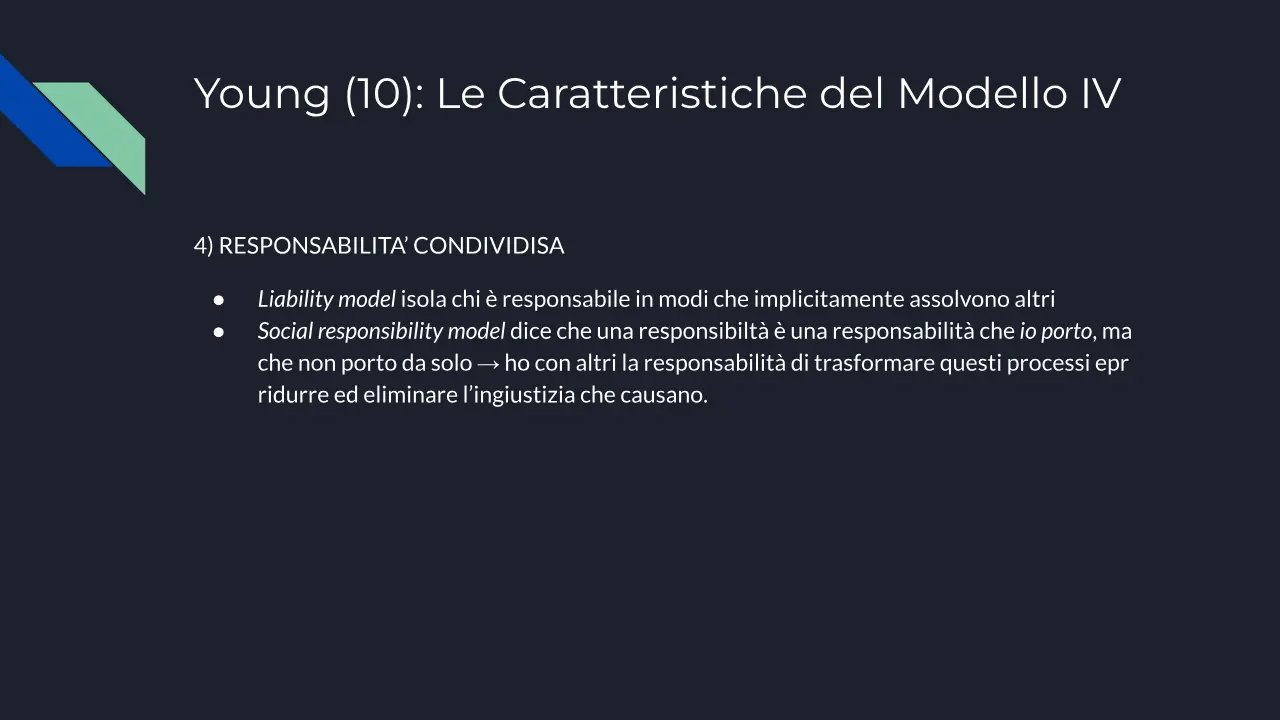 Young (10): Le Caratteristiche del Modello IV
4) RESPONSABILITA’ CONDIVIDISA
● Liability model isola chi è responsabile in modi che implicitamente assolvono altri
● Social responsibility model dice che una responsibiltà è una responsabilità che io porto, ma
che non porto da solo → ho con altri la responsabilità di trasformare questi processi epr
ridurre ed eliminare l’ingiustizia che causano.